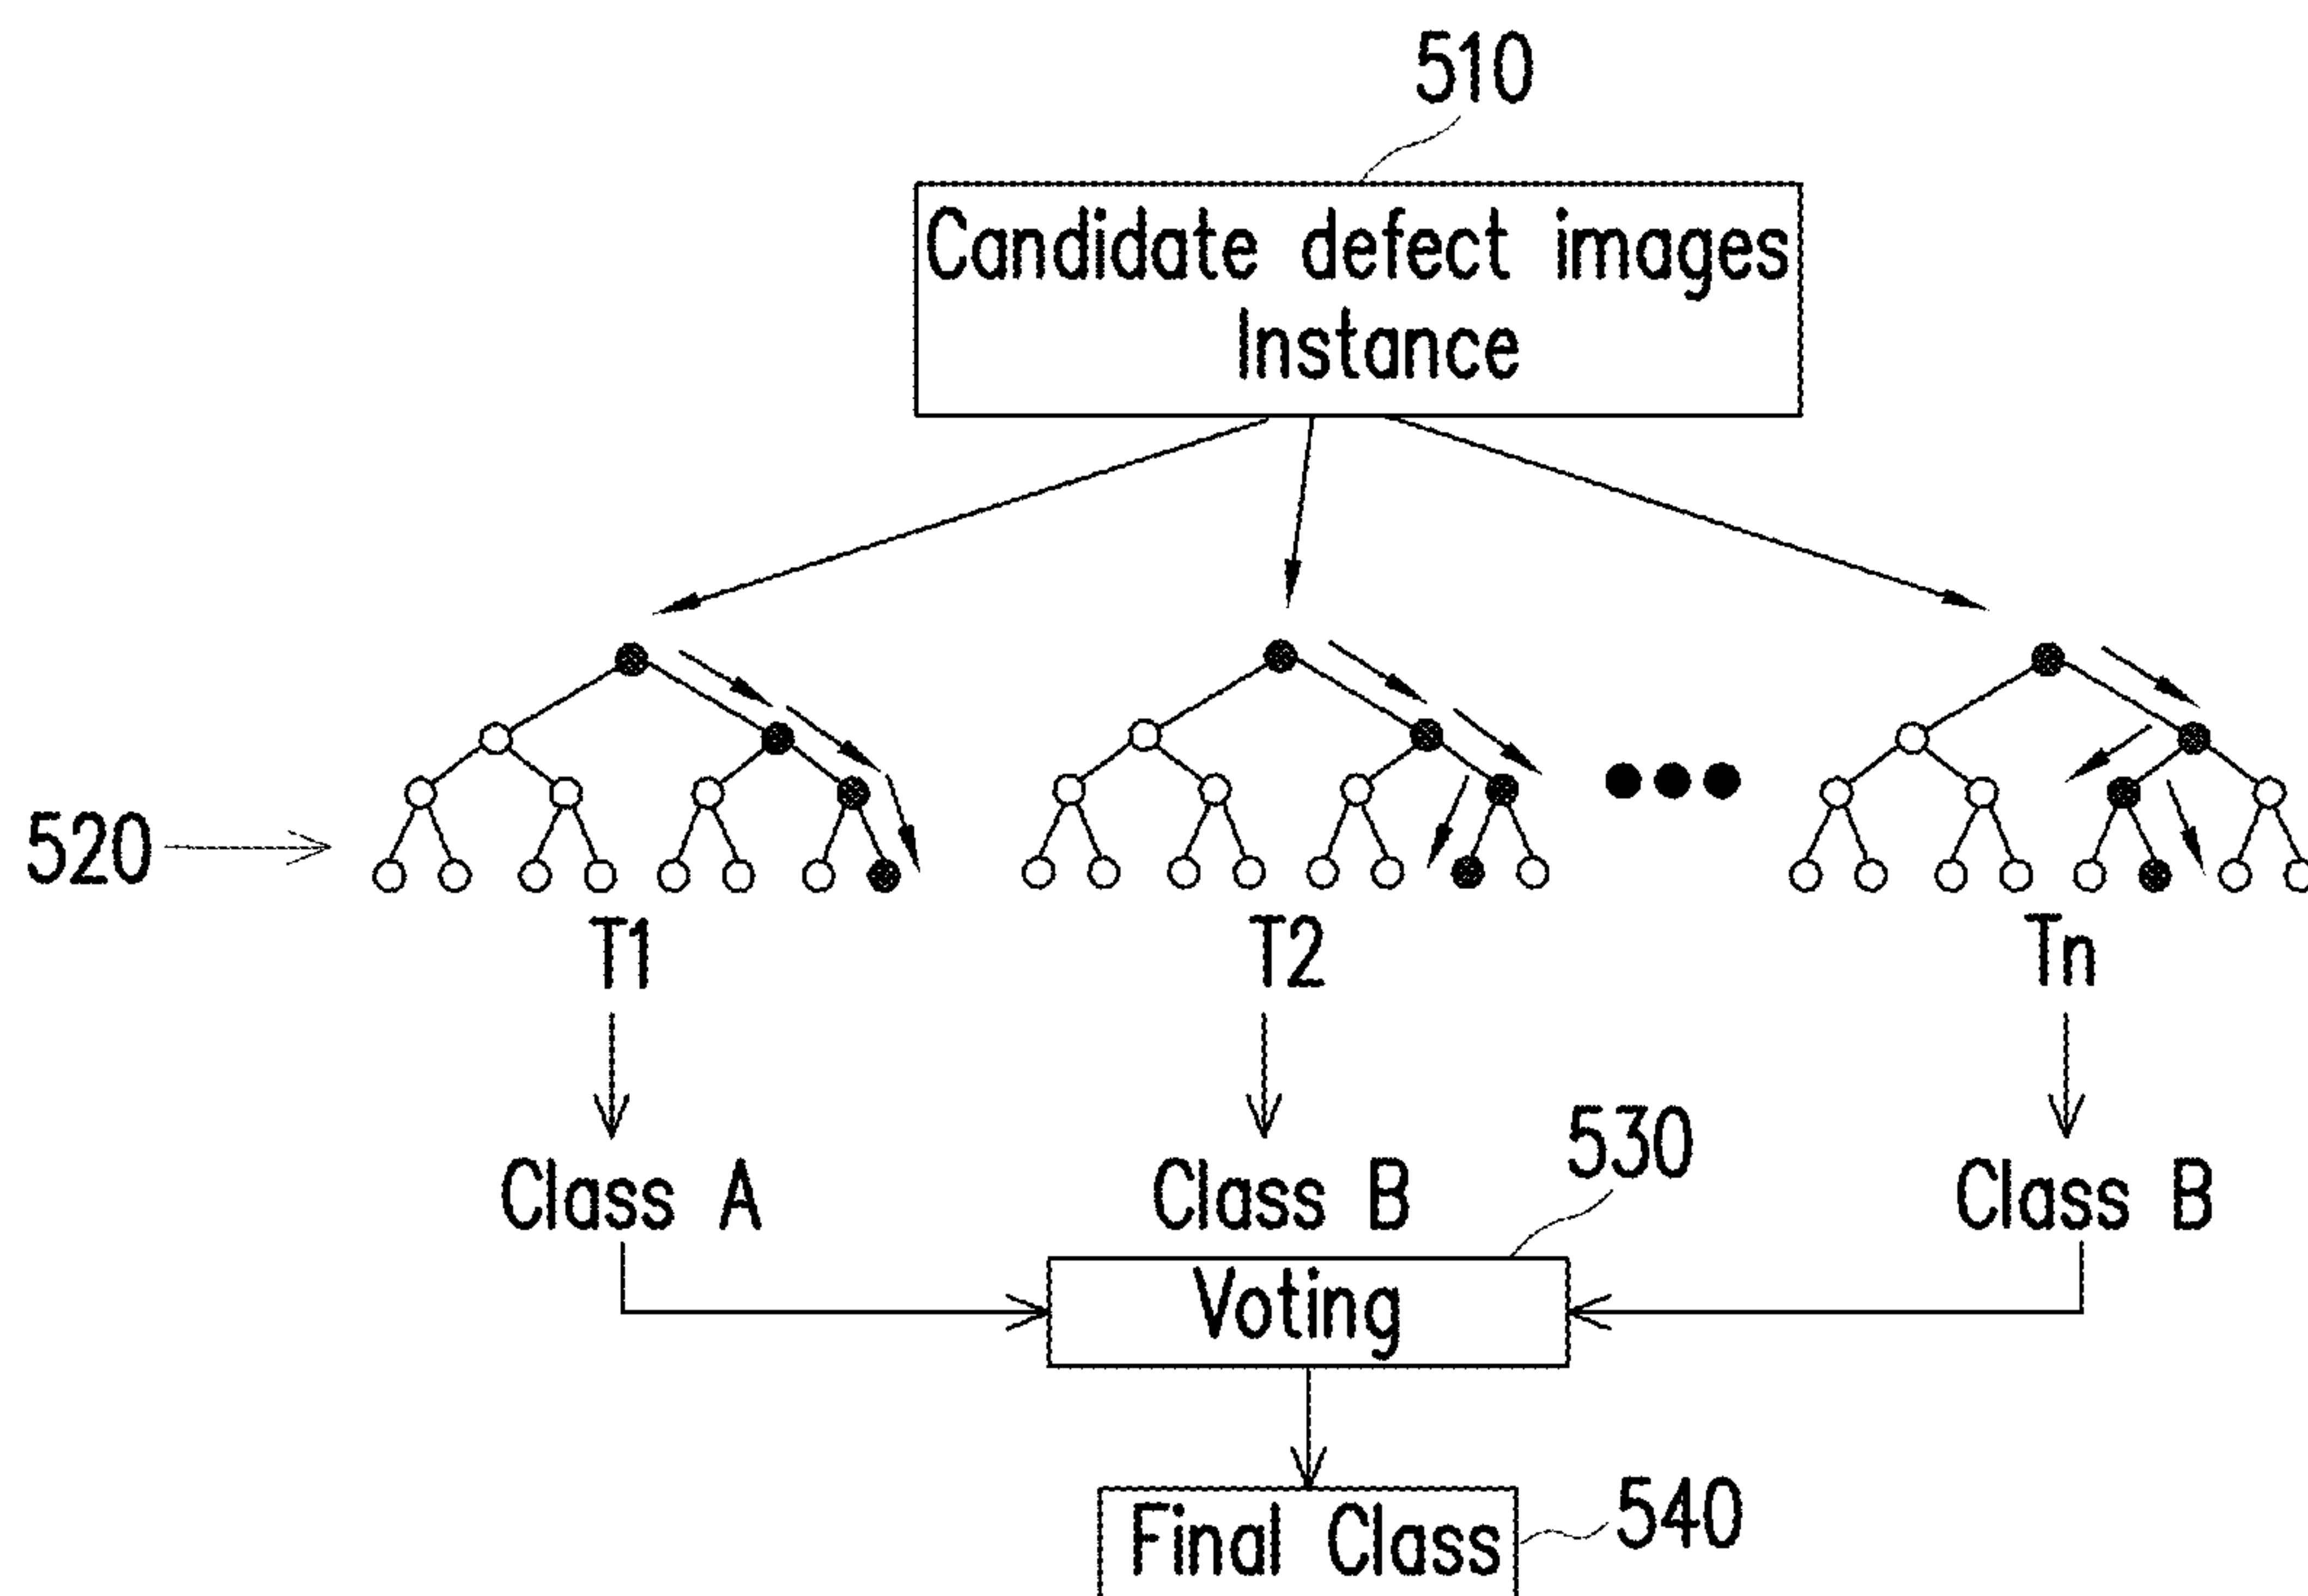 510
Candidate defect images
Instance
520
T1
T2
Tn
530
Class A
Class B
Class B
Voting
Final Class
540